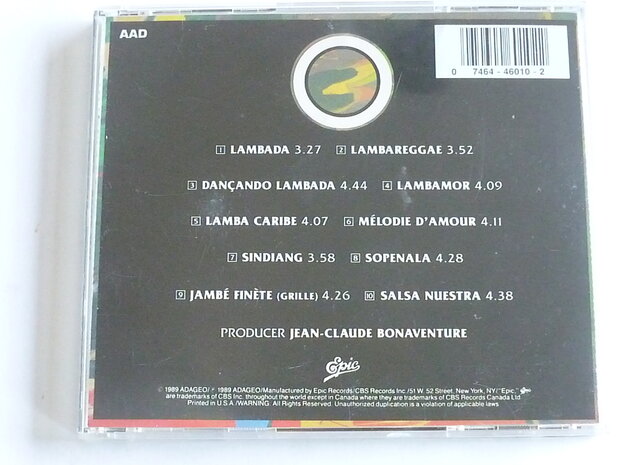 AAD
0 7464-46010-2
1 LAMBADA 3.27 2 LAMBAREGGAE 3.52
3 DANÇANDO LAMBADA 4.44 4 LAMBAMOR 4.09
5 LAMBA CARIBE 4.07 6 MÉLODIE D'AMOUR 4.11
7 SINDIANG 3.58 8 SOPENALA 4.28
9 JAMBÉ FINÈTE (GRILLE) 4.26 10 SALSA NUESTRA 4.38
PRODUCER JEAN-CLAUDE BONAVENTURE
Epic
© 1989 ADAGEO/℗ 1989 ADAGEO/Manufactured by Epic Records/CBS Records Inc./51 W. 52 Street, New York, NY/"Epic,"
are trademarks of CBS Inc. throughout the world except in Canada where they are trademarks of CBS Records Canada Ltd.
Printed in U.S.A./WARNING: All Rights Reserved. Unauthorized duplication is a violation of applicable laws.